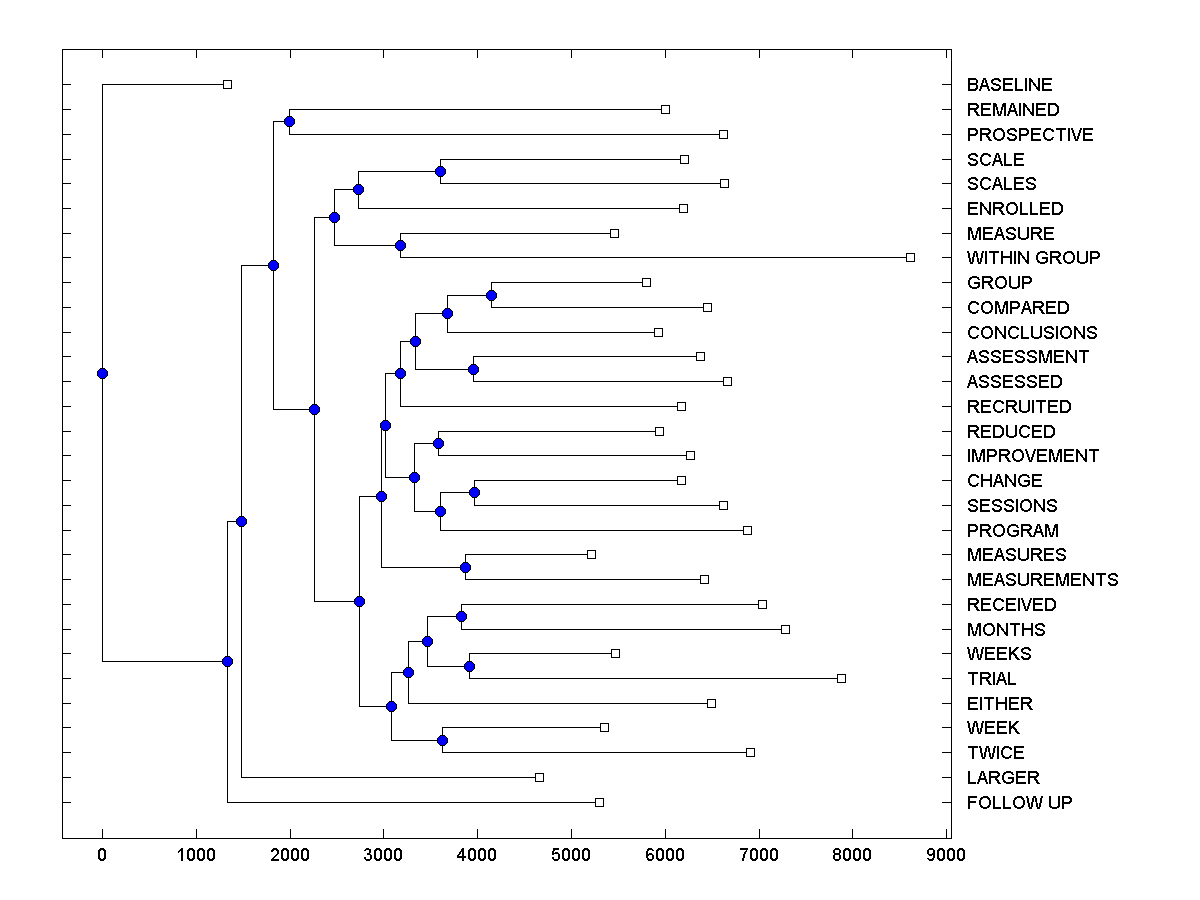 BASELINE
REMAINED
PROSPECTIVE
SCALE
SCALES
ENROLLED
MEASURE
WITHIN GROUP
GROUP
COMPARED
CONCLUSIONS
ASSESSMENT
ASSESSED
RECRUITED
REDUCED
IMPROVEMENT
CHANGE
SESSIONS
PROGRAM
MEASURES
MEASUREMENTS
RECEIVED
MONTHS
WEEKS
TRIAL
EITHER
WEEK
TWICE
LARGER
FOLLOW UP
0 1000 2000 3000 4000 5000 6000 7000 8000 9000